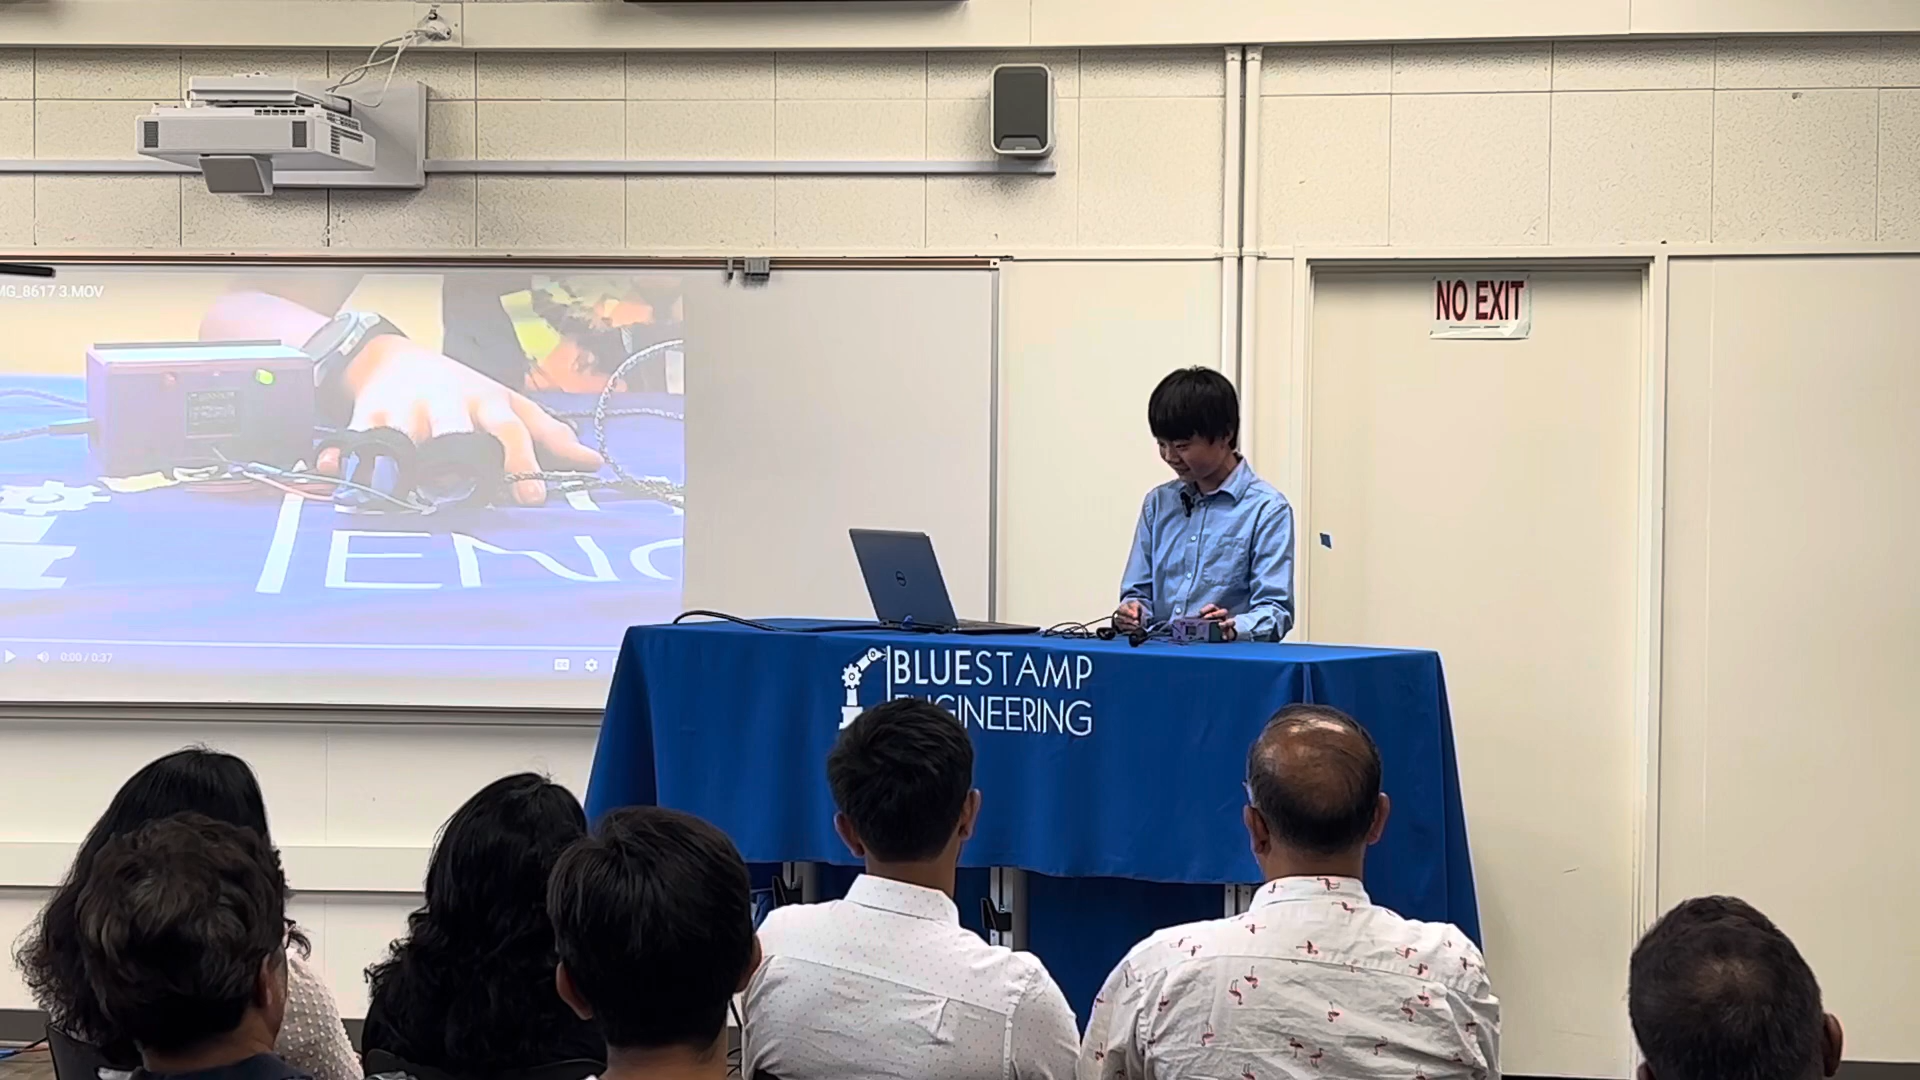 MG_8617 3.MOV
NO EXIT
ENG
0:00 / 0:37
BLUESTAMP
ENGINEERING